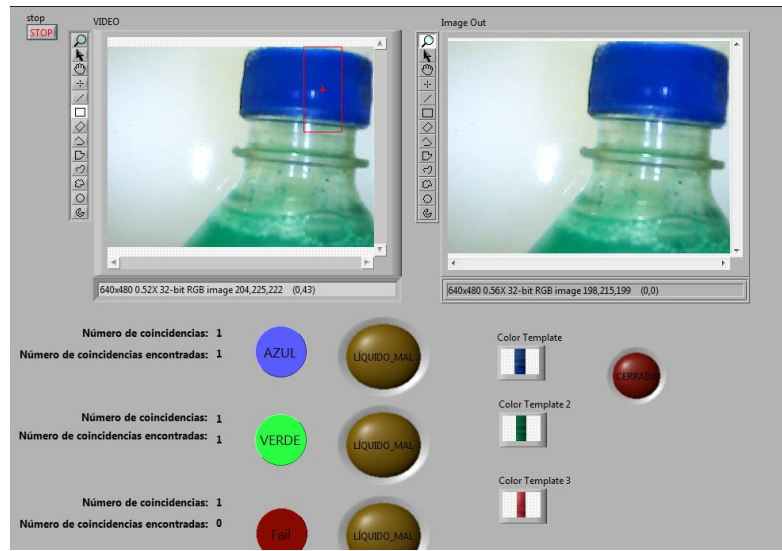 stop
STOP
VIDEO
Image Out
640x480 0.52X 32-bit RGB image 204,225,222 (0,43)
640x480 0.56X 32-bit RGB image 198,215,199 (0,0)
Número de coincidencias: 1
Número de coincidencias encontradas: 1
AZUL
LÍQUIDO_MAL
Color Template
CERRADA
Número de coincidencias: 1
Número de coincidencias encontradas: 1
VERDE
LÍQUIDO_MAL
Color Template 2
Número de coincidencias: 1
Número de coincidencias encontradas: 0
Fail
LÍQUIDO_MAL
Color Template 3